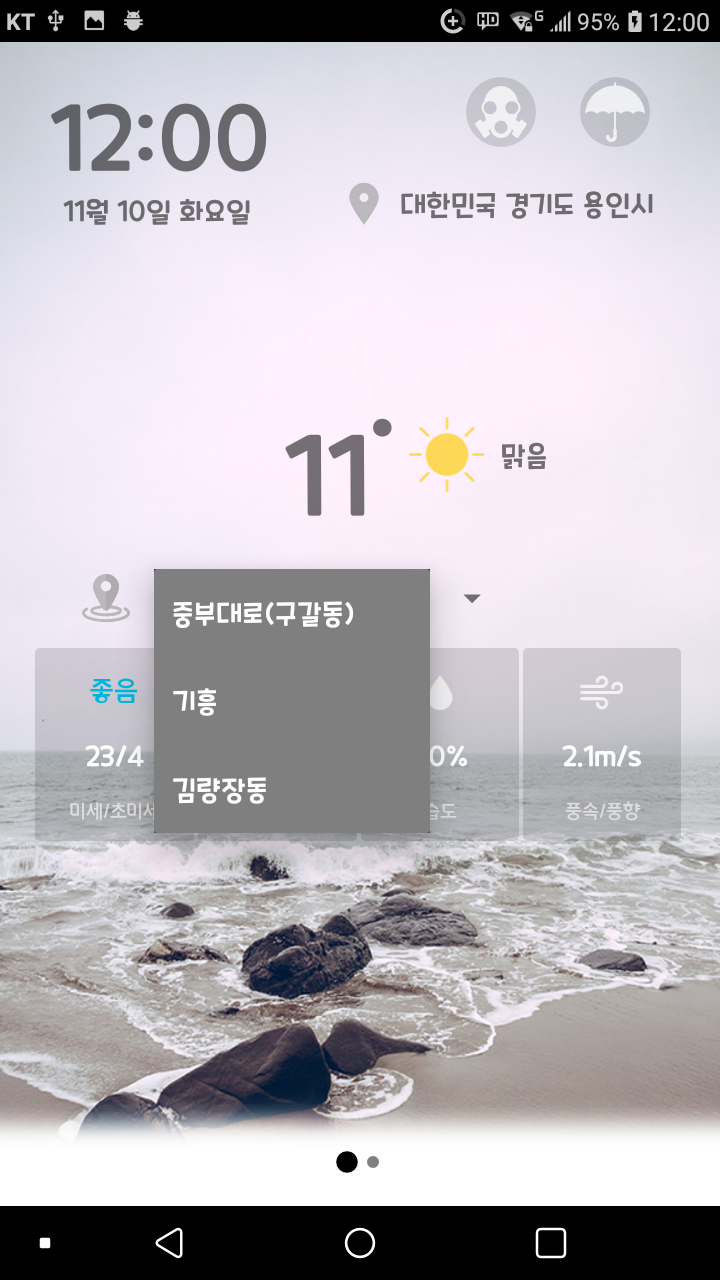 KT
G 95% 12:00
12:00
11월 10일 화요일
대한민국 경기도 용인시
11°
맑음
중부대로(구갈동)
기흥
김량장동
좋음
23/4
0%
2.1m/s
미세/초미세
습도
풍속/풍향